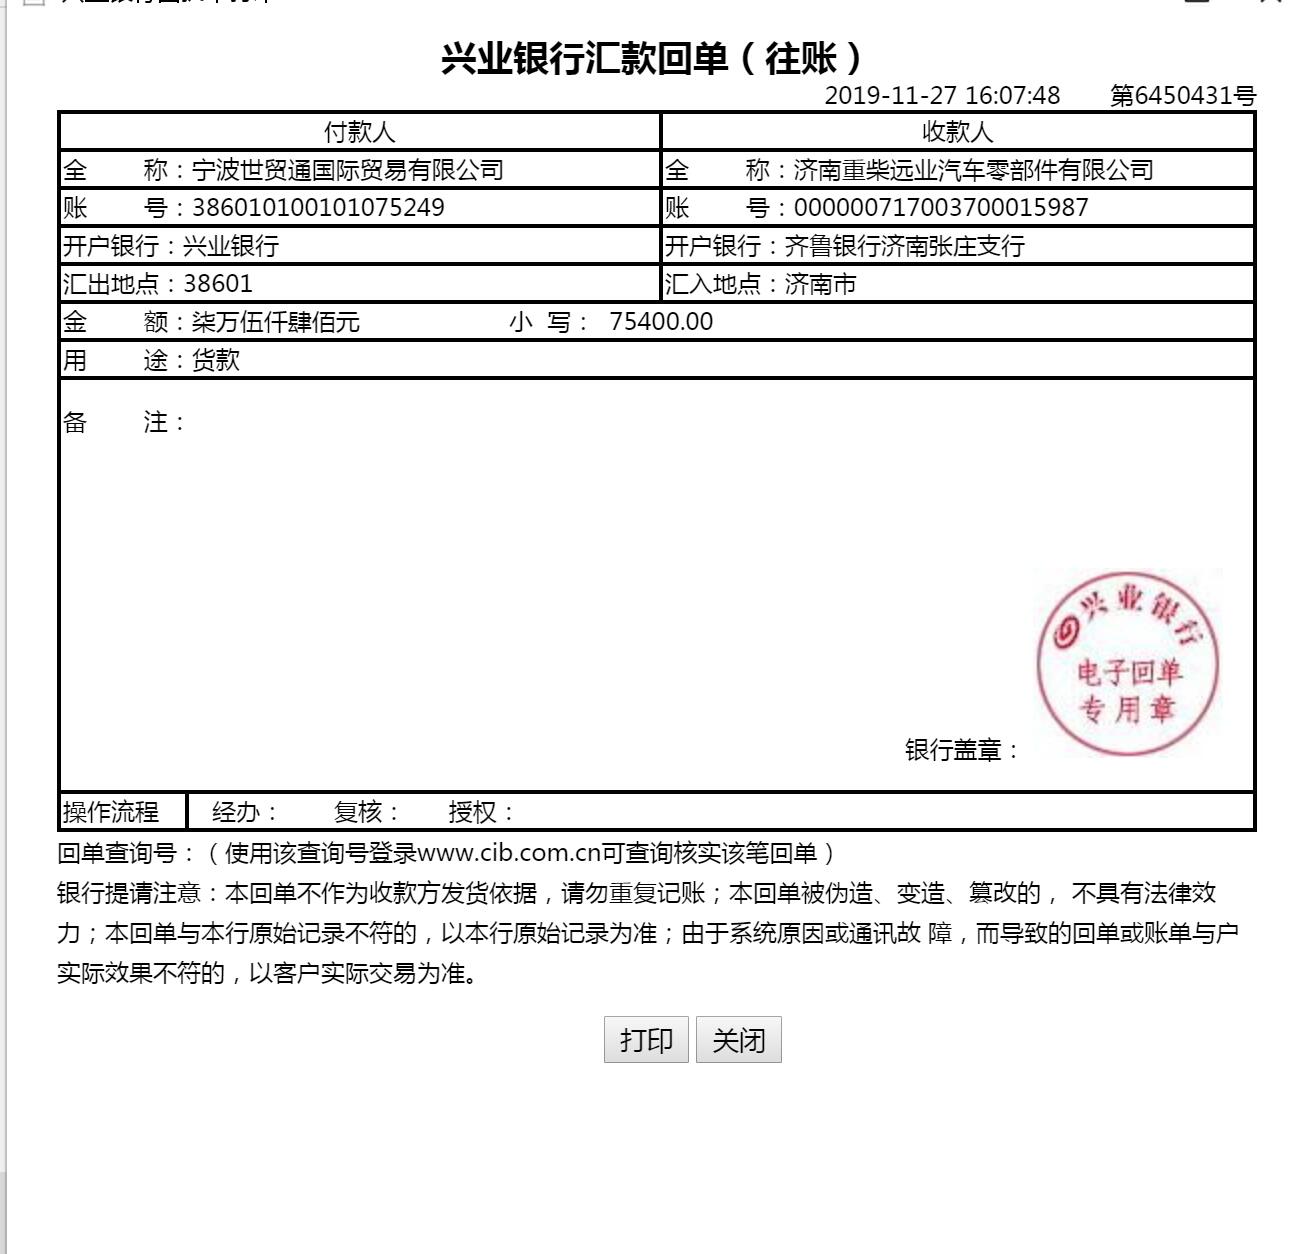 兴业银行汇款回单（往账）
2019-11-27 16:07:48 第6450431号
付款人 收款人
全 称：宁波世贸通国际贸易有限公司 全 称：济南重柴远业汽车零部件有限公司
账 号：386010100101075249 账 号：000000717003700015987
开户银行：兴业银行 开户银行：齐鲁银行济南张庄支行
汇出地点：38601 汇入地点：济南市
金 额：柒万伍仟肆佰元 小 写： 75400.00
用 途：货款
备 注：
兴业银行
电子回单
专用章
银行盖章：
操作流程 经办： 复核： 授权：
回单查询号：（使用该查询号登录www.cib.com.cn可查询核实该笔回单）
银行提请注意：本回单不作为收款方发货依据，请勿重复记账；本回单被伪造、变造、篡改的， 不具有法律效
力；本回单与本行原始记录不符的，以本行原始记录为准；由于系统原因或通讯故 障，而导致的回单或账单与户
实际效果不符的，以客户实际交易为准。
打印 关闭